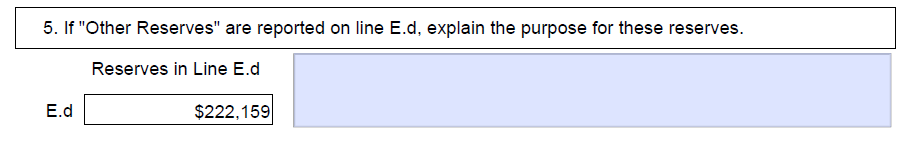 5. If "Other Reserves" are reported on line E.d, explain the purpose for these reserves.
Reserves in Line E.d
E.d $222,159